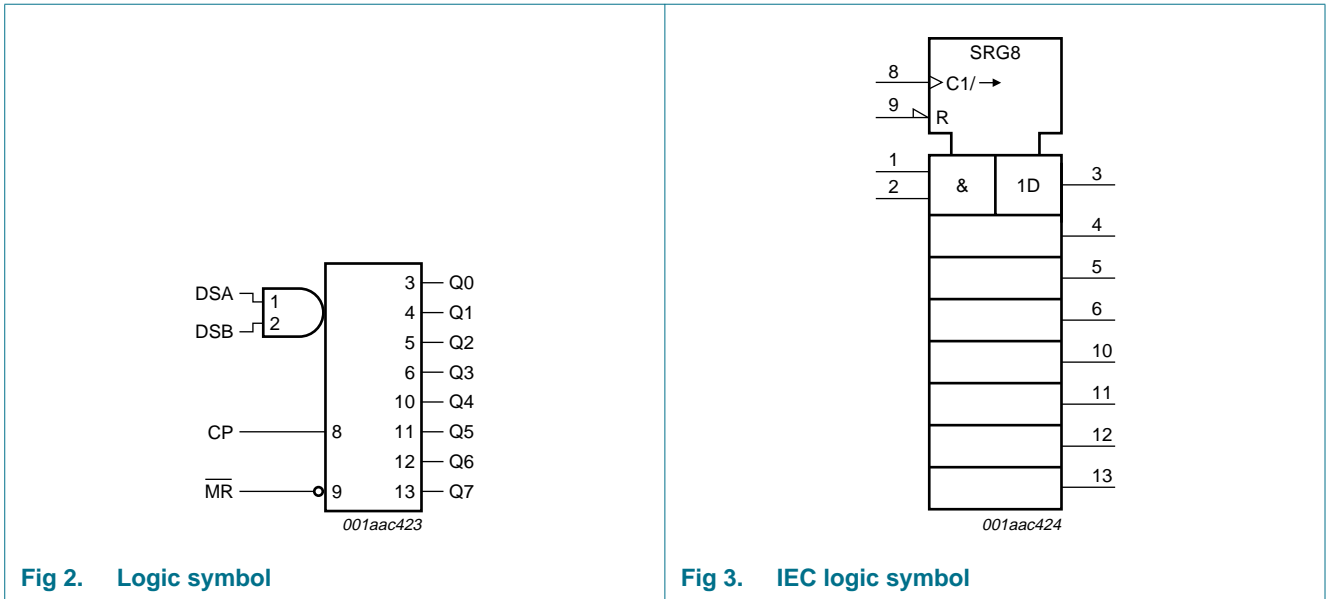 DSA
DSB
1
2
CP
8
M̅R̅
9
3 Q0
4 Q1
5 Q2
6 Q3
10 Q4
11 Q5
12 Q6
13 Q7
001aac423
Fig 2. Logic symbol
SRG8
8
C1/→
9
R
1
2
&
1D
3
4
5
6
10
11
12
13
001aac424
Fig 3. IEC logic symbol